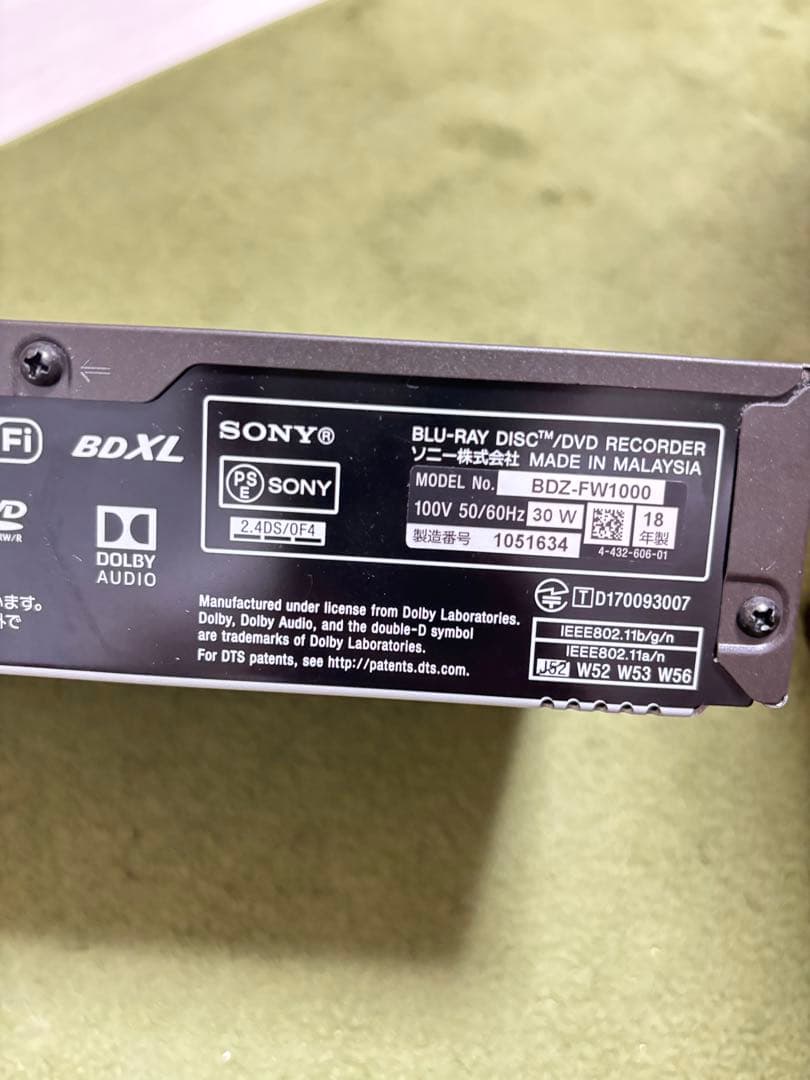 Fi
BDXL
RW/R
DOLBY
AUDIO
います。
SONY®
PS
E
SONY
2.4DS/OF4
BLU-RAY DISC™/DVD RECORDER
ソニー株式会社 MADE IN MALAYSIA
MODEL No. BDZ-FW1000
100V 50/60Hz 30 W 18
年製
製造番号 1051634
4-432-606-01
Manufactured under license from Dolby Laboratories.
Dolby, Dolby Audio, and the double-D symbol
are trademarks of Dolby Laboratories.
For DTS patents, see http://patents.dts.com.
T D170093007
IEEE802.11b/g/n
IEEE802.11a/n
J52 W52 W53 W56